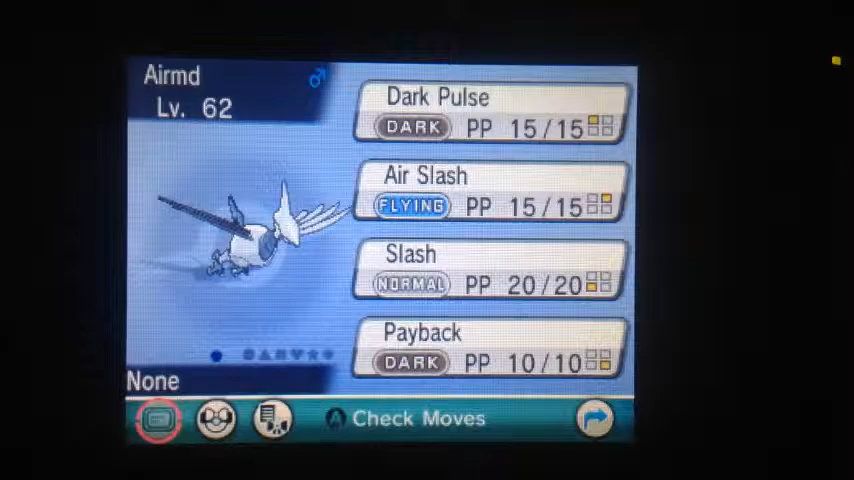 Airmd ♂
Lv. 62
Dark Pulse
DARK PP 15/15
Air Slash
FLYING PP 15/15
Slash
NORMAL PP 20/20
Payback
DARK PP 10/10
None
A Check Moves